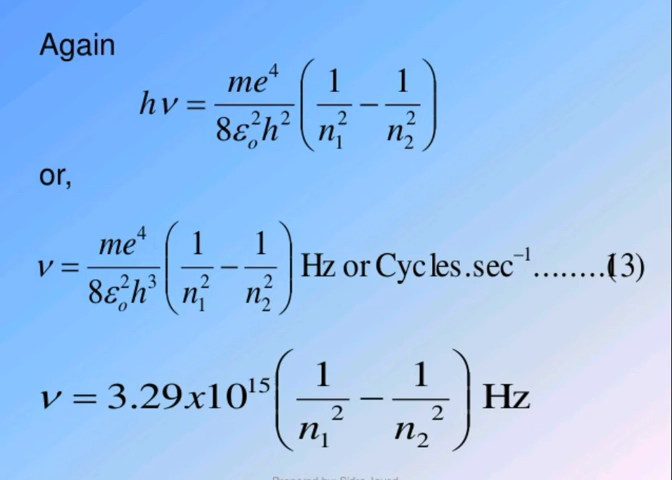 Again
hν = me⁴ / 8ε₀²h² (1/n₁² − 1/n₂²)
or,
ν = me⁴ / 8ε₀²h³ (1/n₁² − 1/n₂²) Hz or Cycles.sec⁻¹........(13)
ν = 3.29x10¹⁵ (1/n₁² − 1/n₂²) Hz